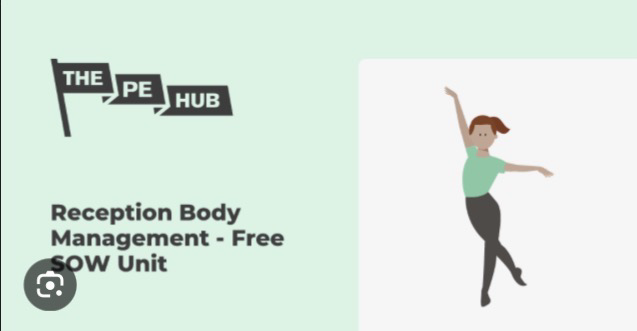 THE PE HUB
Reception Body
Management - Free
SOW Unit